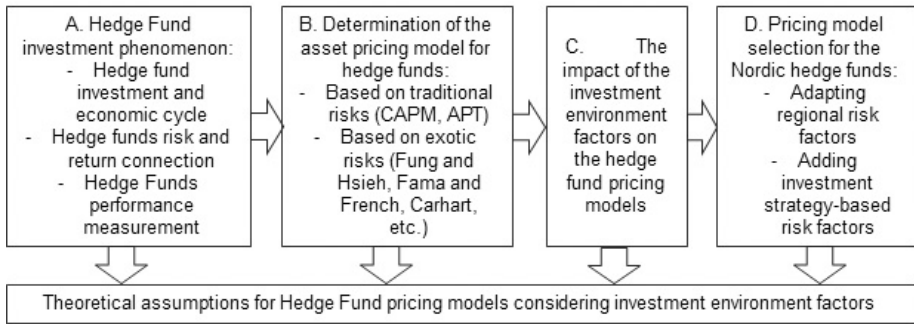 A. Hedge Fund
investment phenomenon:
- Hedge fund
investment and
economic cycle
- Hedge funds risk and
return connection
- Hedge Funds
performance
measurement
B. Determination of the
asset pricing model for
hedge funds:
- Based on traditional
risks (CAPM, APT)
- Based on exotic
risks (Fung and
Hsieh, Fama and
French, Carhart,
etc.)
C. The
impact of the
investment
environment
factors on
the hedge
fund pricing
models
D. Pricing model
selection for the
Nordic hedge funds:
- Adapting
regional risk
factors
- Adding
investment
strategy-based
risk factors
Theoretical assumptions for Hedge Fund pricing models considering investment environment factors